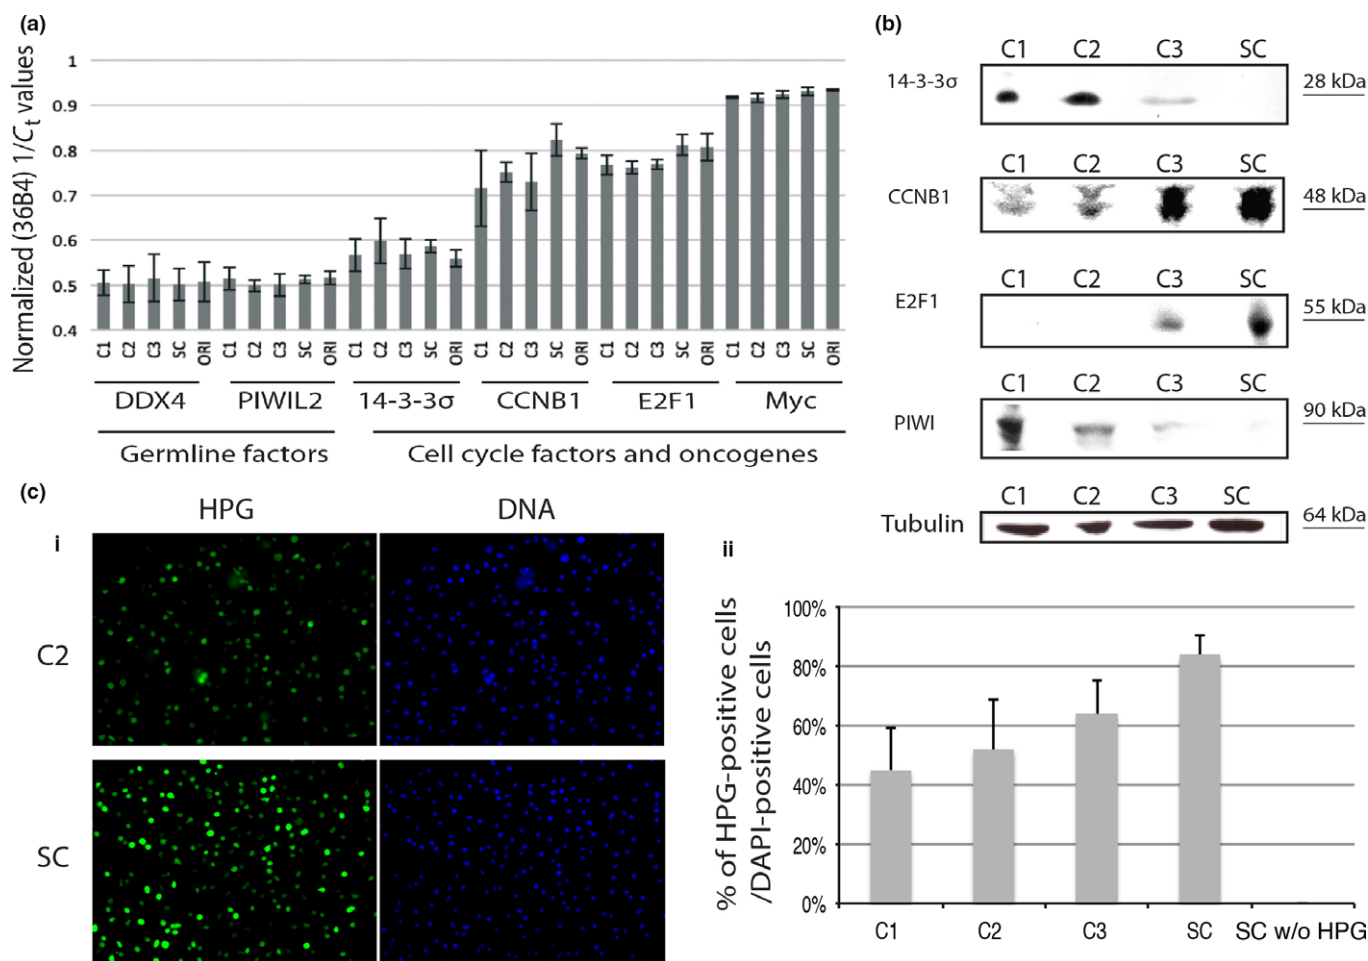 (a)
Normalized (36B4) 1/Ct values
1
0.9
0.8
0.7
0.6
0.5
0.4
C1 C2 C3 SC ORI C1 C2 C3 SC ORI C1 C2 C3 SC ORI C1 C2 C3 SC ORI C1 C2 C3 SC ORI C1 C2 C3 SC ORI
DDX4 PIWIL2 14-3-3σ CCNB1 E2F1 Myc
Germline factors Cell cycle factors and oncogenes
(b)
C1 C2 C3 SC
14-3-3σ 28 kDa
C1 C2 C3 SC
CCNB1 48 kDa
C1 C2 C3 SC
E2F1 55 kDa
C1 C2 C3 SC
PIWI 90 kDa
C1 C2 C3 SC
Tubulin 64 kDa
(c)
HPG DNA
i
C2
SC
ii
% of HPG-positive cells
/DAPI-positive cells
100%
80%
60%
40%
20%
0%
C1 C2 C3 SC SC w/o HPG